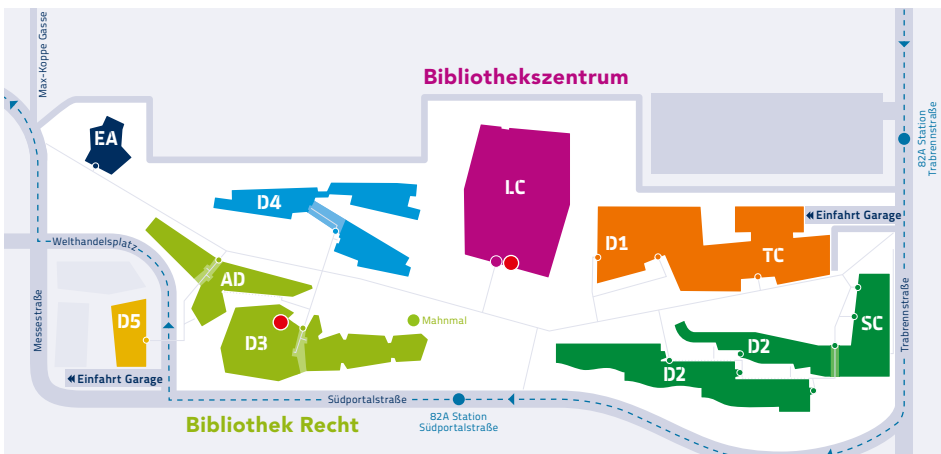 Max-Koppe Gasse
Bibliothekszentrum
EA
82A Station
Trabrennstraße
LC
D4
Einfahrt Garage
Welthandelsplatz
D1
TC
AD
Messestraße
D5
D3
Mahnmal
SC
D2
D2
Trabrennstraße
Einfahrt Garage
Südportalstraße
Bibliothek Recht
82A Station
Südportalstraße